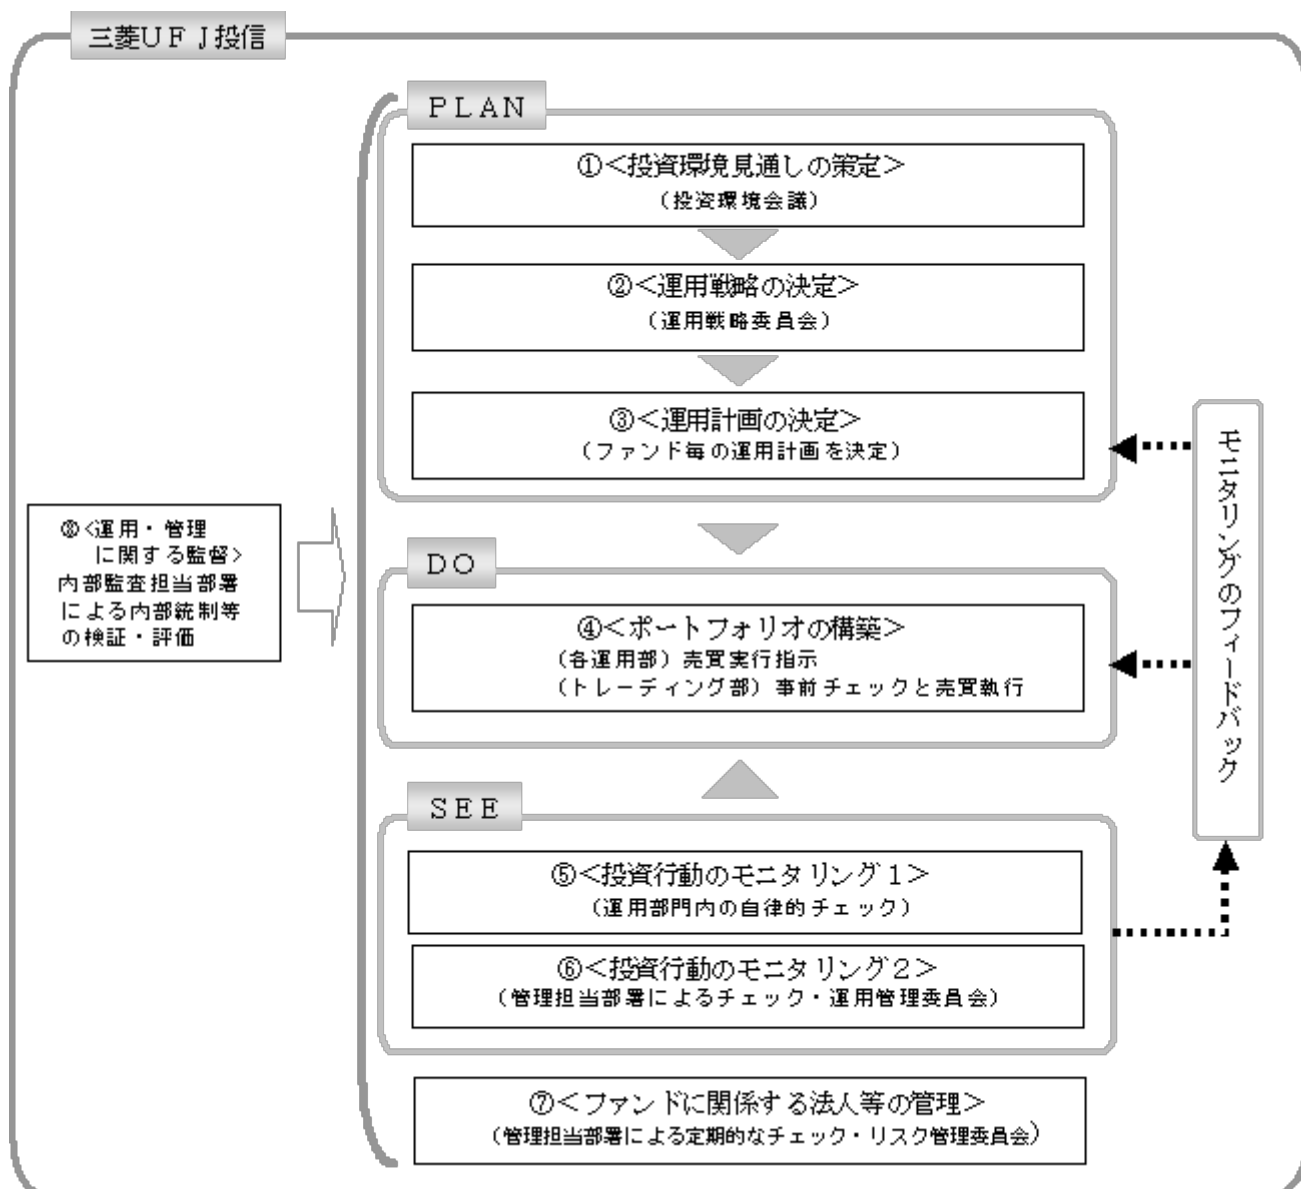 三菱ＵＦＪ投信
ＰＬＡＮ
①＜投資環境見通しの策定＞
（投資環境会議）
②＜運用戦略の決定＞
（運用戦略委員会）
③＜運用計画の決定＞
（ファンド毎の運用計画を決定）
⑧＜運用・管理
に関する監督＞
内部監査担当部署
による内部統制等
の検証・評価
ＤＯ
④＜ポートフォリオの構築＞
（各運用部）売買実行指示
（トレーディング部）事前チェックと売買執行
ＳＥＥ
⑤＜投資行動のモニタリング１＞
（運用部門内の自律的チェック）
⑥＜投資行動のモニタリング２＞
（管理担当部署によるチェック・運用管理委員会）
⑦＜ファンドに関係する法人等の管理＞
（管理担当部署による定期的なチェック・リスク管理委員会）
モニタリングのフィードバック